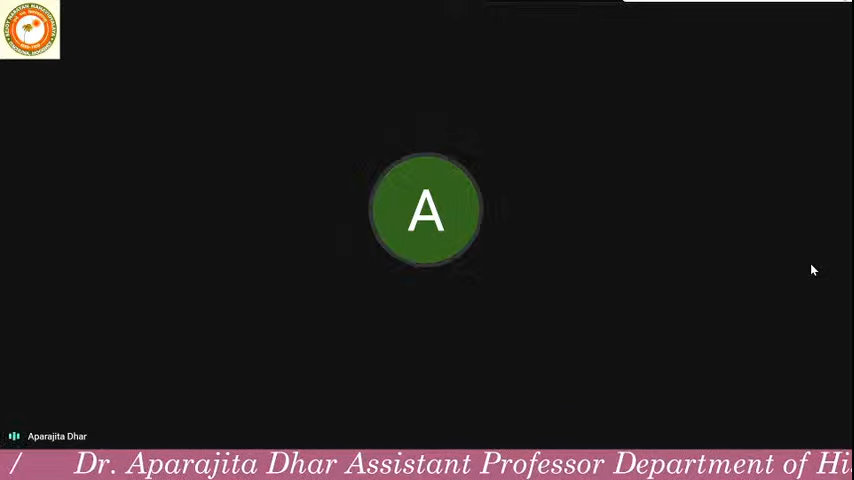 A
Aparajita Dhar
/ Dr. Aparajita Dhar Assistant Professor Department of Hi